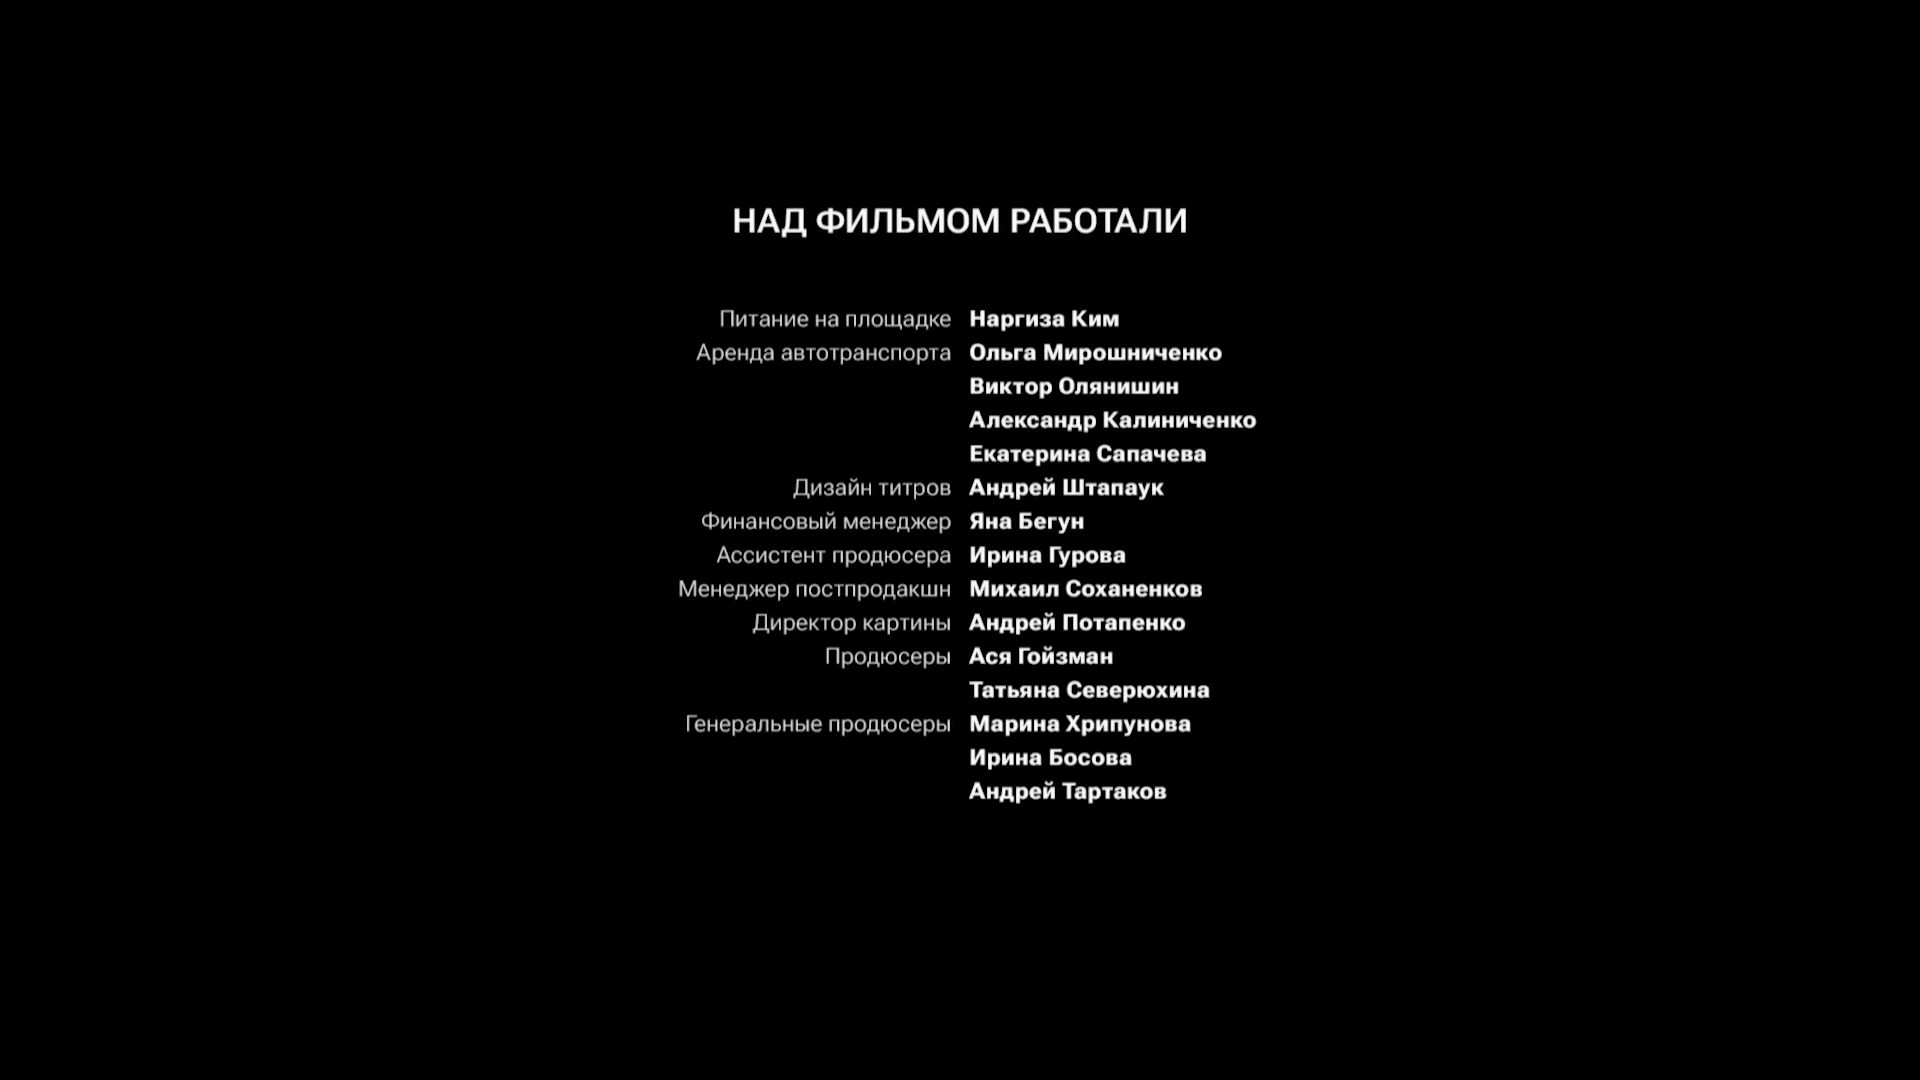 НАД ФИЛЬМОМ РАБОТАЛИ
Питание на площадке Наргиза Ким
Аренда автотранспорта Ольга Мирошниченко
Виктор Олянишин
Александр Калиниченко
Екатерина Сапачева
Дизайн титров Андрей Штапаук
Финансовый менеджер Яна Бегун
Ассистент продюсера Ирина Гурова
Менеджер постпродакшн Михаил Соханенков
Директор картины Андрей Потапенко
Продюсеры Ася Гойзман
Татьяна Северюхина
Генеральные продюсеры Марина Хрипунова
Ирина Босова
Андрей Тартаков